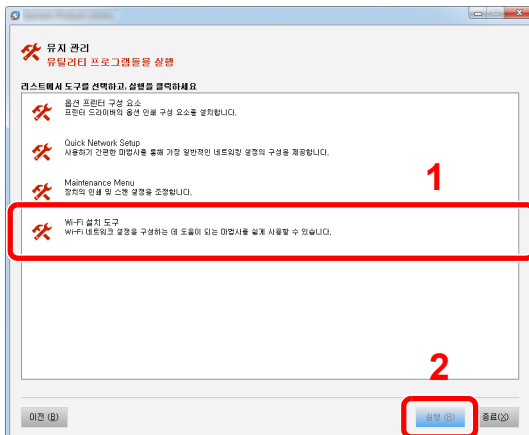 유지 관리
유틸리티 프로그램들을 실행
리스트에서 도구를 선택하고, 실행을 클릭하세요
옵션 프린터 구성 요소
프린터 드라이버의 옵션 인쇄 구성 요소를 설치합니다.
Quick Network Setup
사용하기 간편한 마법사를 통해 가장 일반적인 네트워킹 설정의 구성을 제공합니다.
1
Maintenance Menu
장치의 인쇄 및 스캔 설정을 조정합니다.
Wi-Fi 설치 도구
Wi-Fi 네트워크 설정을 구성하는 데 도움이 되는 마법사를 쉽게 사용할 수 있습니다.
2
이전 (B)
실행 (R)
종료(X)